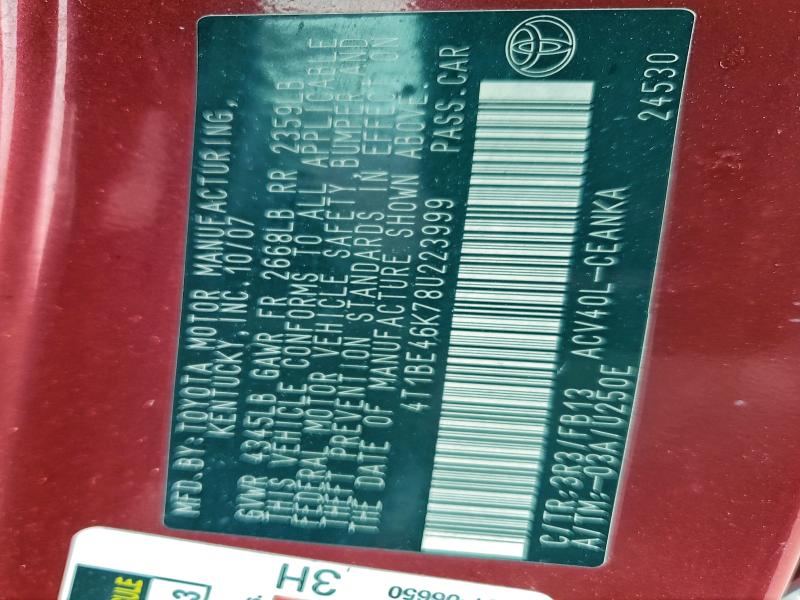 MFD.BY:TOYOTA MOTOR MANUFACTURING,
KENTUCKY, INC. 10/07
GVWR 4345LB GAWR FR 2668LB RR 2359LB
THIS VEHICLE CONFORMS TO ALL APPLICABLE
FEDERAL MOTOR VEHICLE SAFETY, BUMPER AND
THEFT PREVENTION STANDARDS IN EFFECT ON
THE DATE OF MANUFACTURE SHOWN ABOVE.
4T1BE46K78U223999 PASS.CAR
C/TR:3R3/FB13 ACV40L-CEANKA
A/TM:-03A/U250E 24530
3H
06650
3